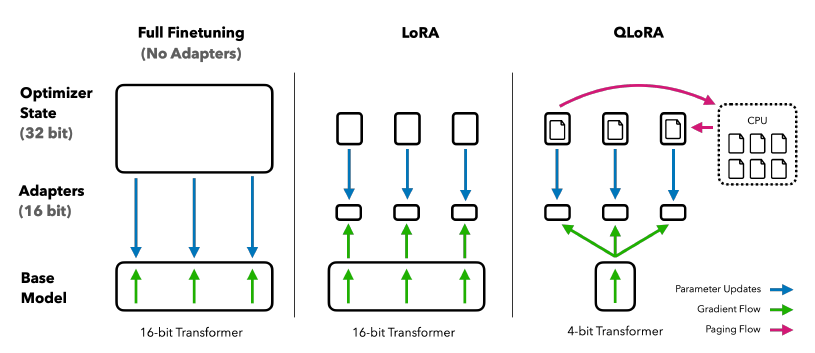 Full Finetuning
(No Adapters)
LoRA
QLoRA
Optimizer
State
(32 bit)
CPU
Adapters
(16 bit)
Base
Model
16-bit Transformer
16-bit Transformer
4-bit Transformer
Parameter Updates
Gradient Flow
Paging Flow